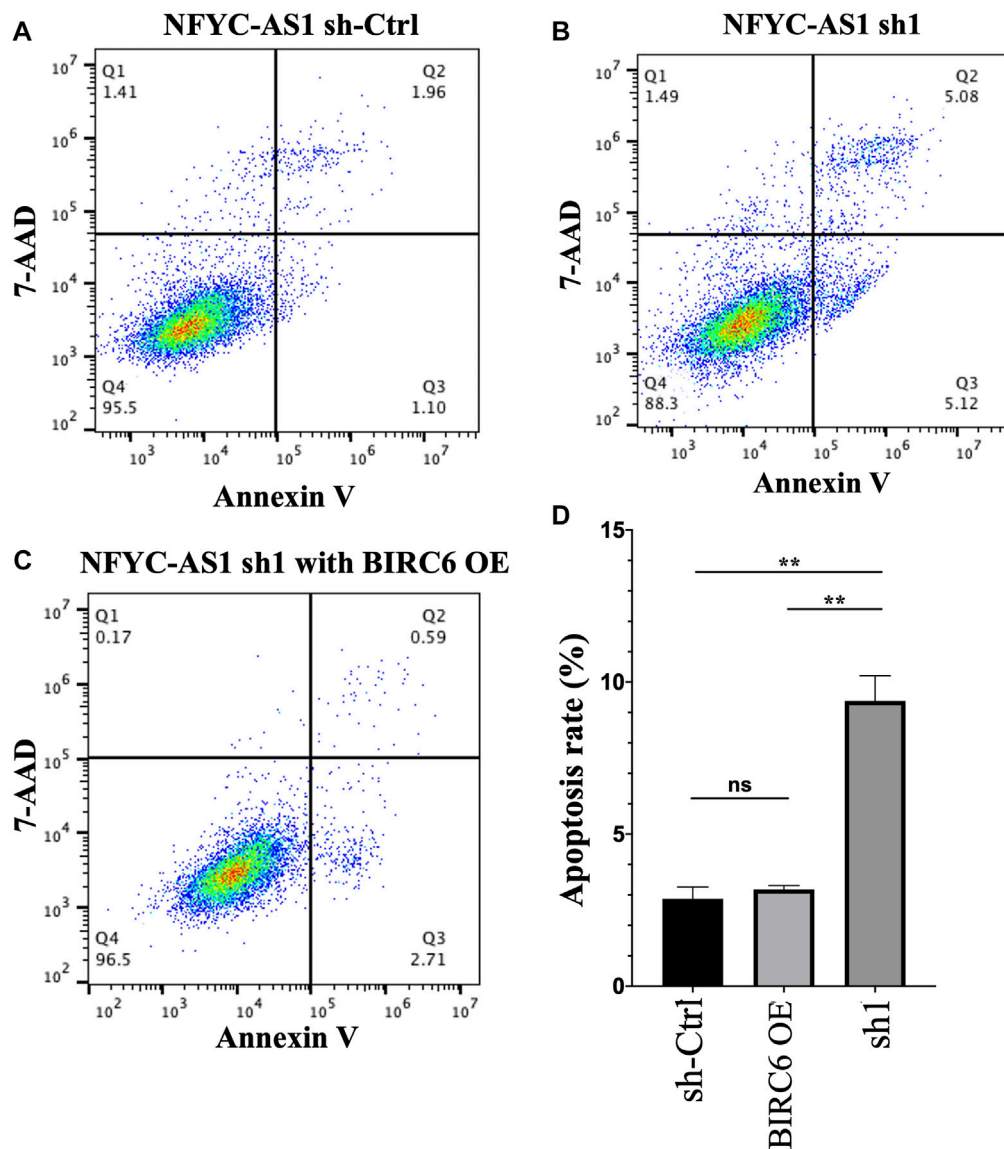 A
NFYC-AS1 sh-Ctrl
10^7
10^6
10^5
10^4
10^3
10^2
Q1
1.41
Q2
1.96
Q4
95.5
Q3
1.10
7-AAD
10^3 10^4 10^5 10^6 10^7
Annexin V
B
NFYC-AS1 sh1
10^7
10^6
10^5
10^4
10^3
10^2
Q1
1.49
Q2
5.08
Q4
88.3
Q3
5.12
7-AAD
10^3 10^4 10^5 10^6 10^7
Annexin V
C
NFYC-AS1 sh1 with BIRC6 OE
10^7
10^6
10^5
10^4
10^3
10^2
Q1
0.17
Q2
0.59
Q4
96.5
Q3
2.71
7-AAD
10^2 10^3 10^4 10^5 10^6 10^7
Annexin V
D
15
10
5
0
Apoptosis rate (%)
**
**
ns
sh-Ctrl
BIRC6 OE
sh1